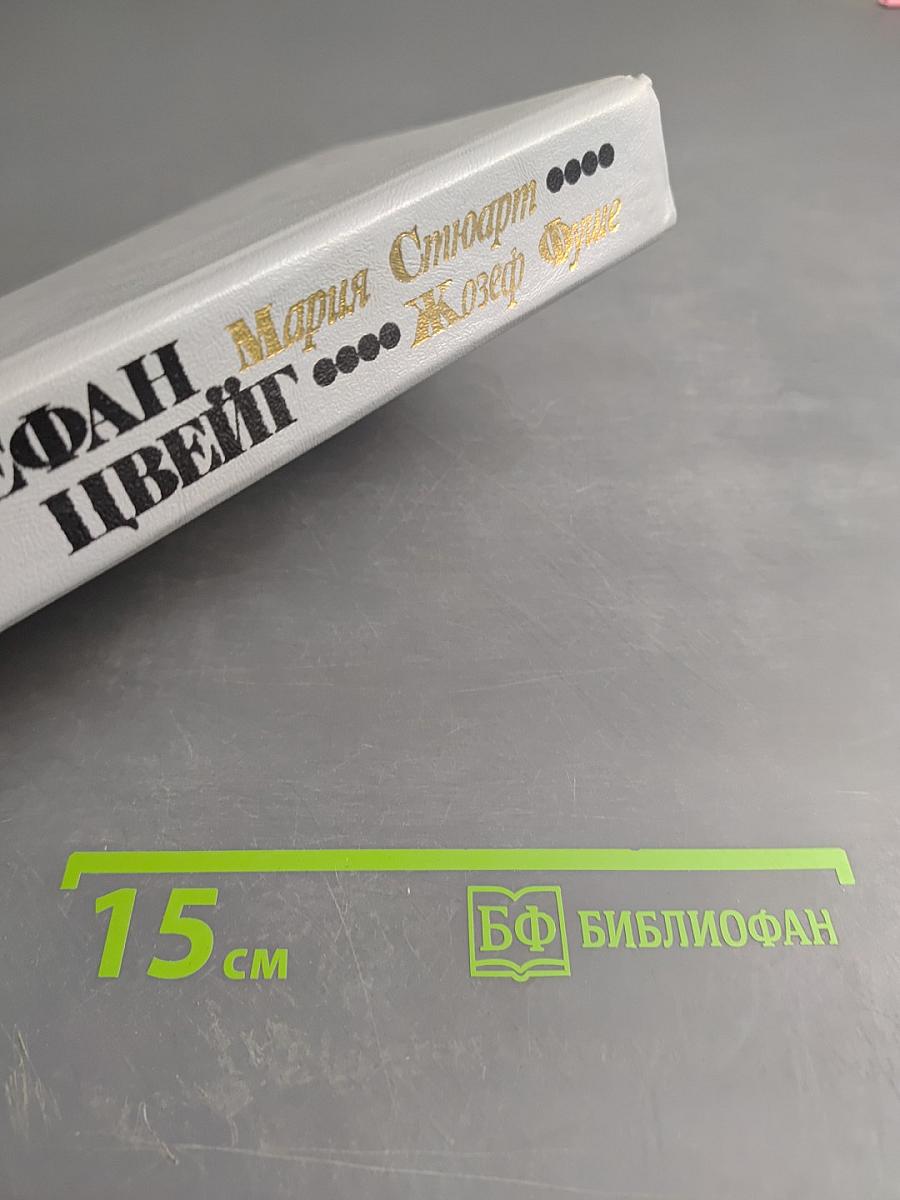 ЕФАН
ЦВЕЙГ
Мария Стюарт ●●●●
●●●● Жозеф Фуше
15 см
БФ БИБЛИОФАН